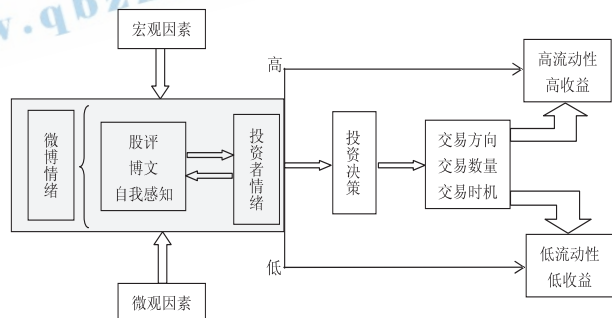 w.qbz
宏观因素
高
高流动性
高收益
微博情绪
股评
博文
自我感知
投资者情绪
投资决策
交易方向
交易数量
交易时机
低
低流动性
低收益
微观因素